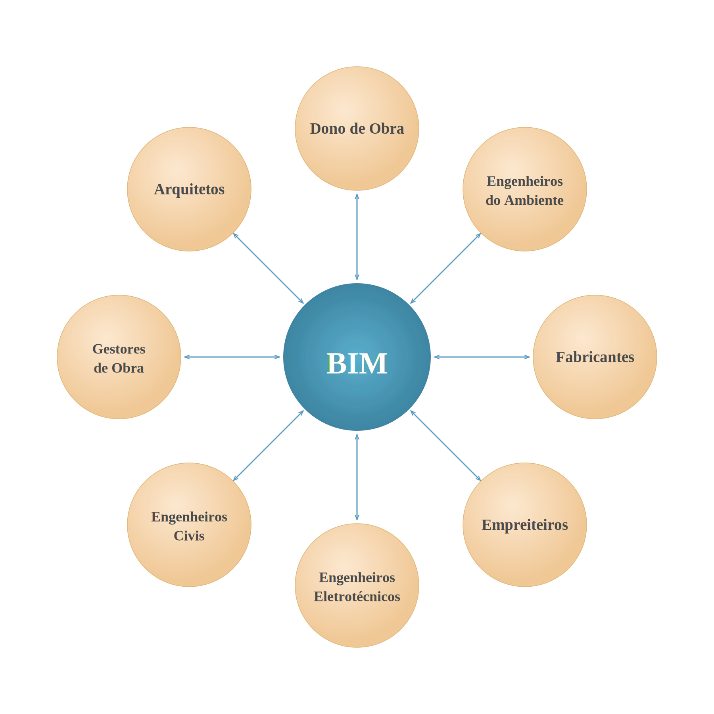 Dono de Obra
Arquitetos
Engenheiros
do Ambiente
Gestores
de Obra
BIM
Fabricantes
Engenheiros
Civis
Empreiteiros
Engenheiros
Eletrotécnicos